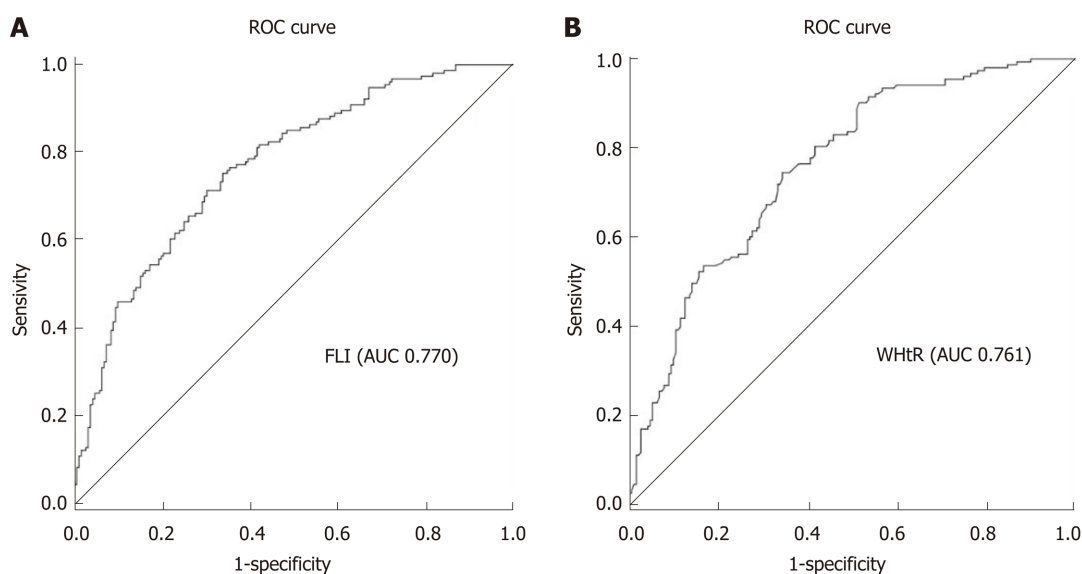 A
ROC curve
1.0
0.8
0.6
0.4
0.2
0.0
Sensivity
FLI (AUC 0.770)
0.0 0.2 0.4 0.6 0.8 1.0
1-specificity
B
ROC curve
1.0
0.8
0.6
0.4
0.2
0.0
Sensivity
WHtR (AUC 0.761)
0.0 0.2 0.4 0.6 0.8 1.0
1-specificity